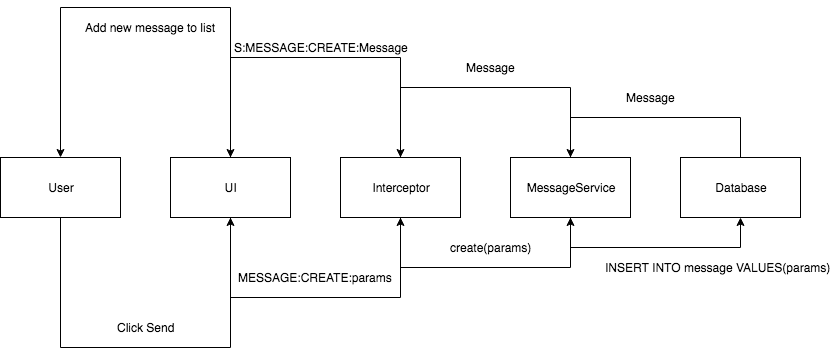 Add new message to list
S:MESSAGE:CREATE:Message
Message
Message
User
UI
Interceptor
MessageService
Database
create(params)
INSERT INTO message VALUES(params)
MESSAGE:CREATE:params
Click Send